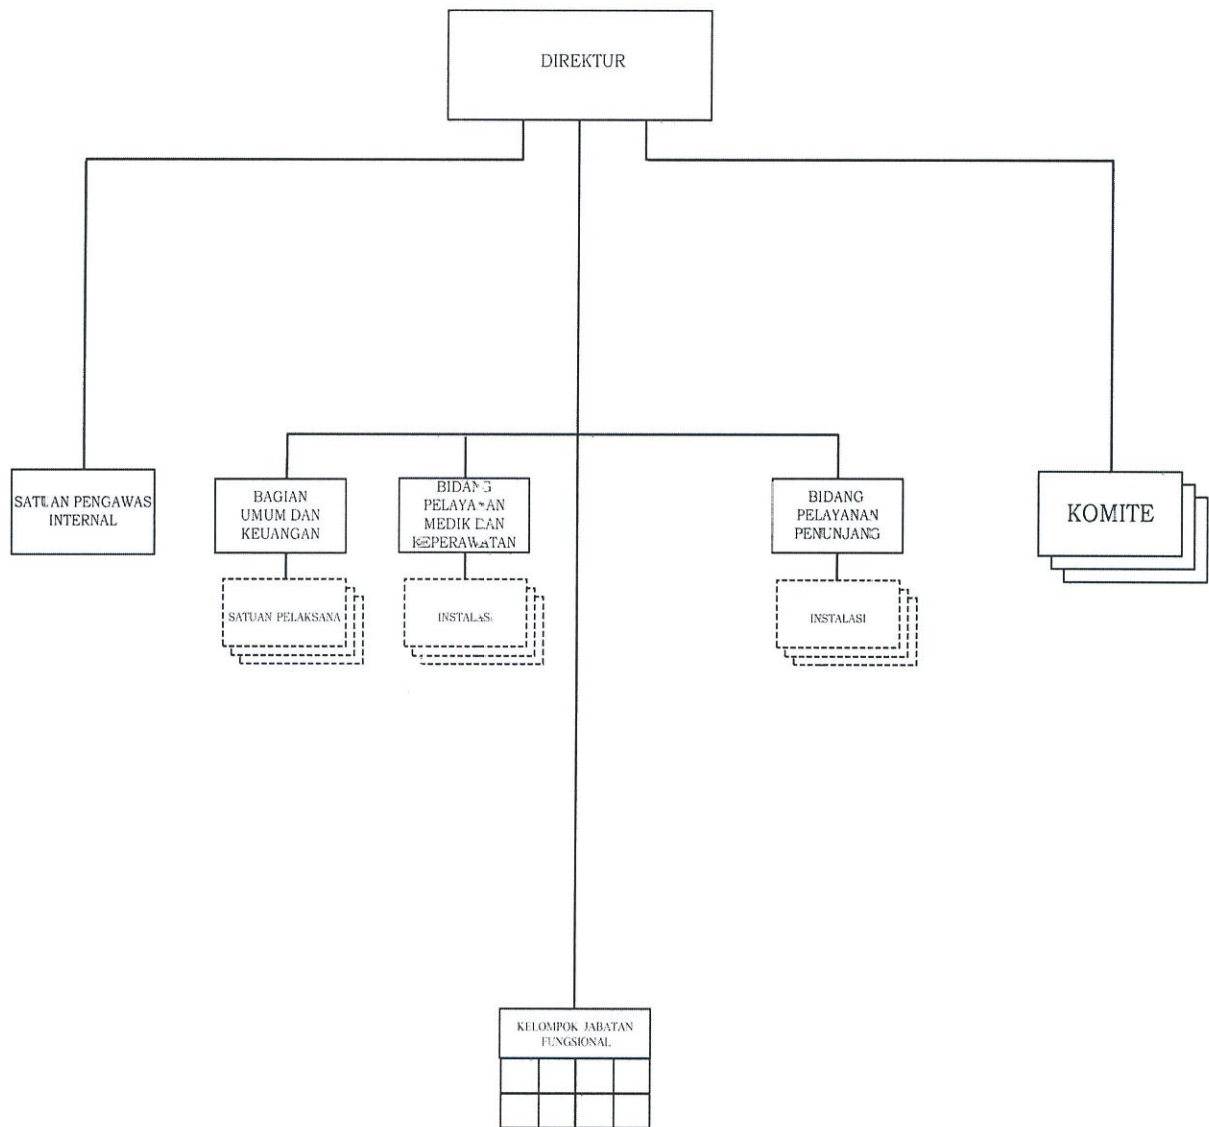 DIREKTUR
SATUAN PENGAWAS
INTERNAL
BAGIAN
UMUM DAN
KEUANGAN
BIDANG
PELAYANAN
MEDIK DAN
KEPERAWATAN
BIDANG
PELAYANAN
PENUNJANG
KOMITE
SATUAN PELAKSANA
INSTALASI
INSTALASI
KELOMPOK JABATAN
FUNGSIONAL